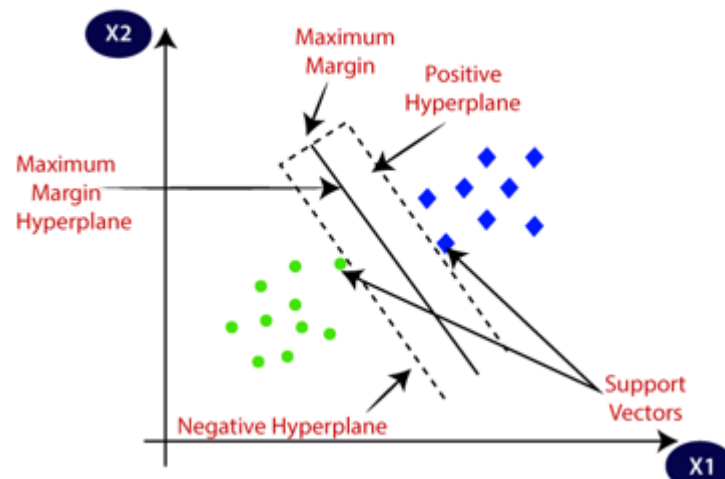 X2
Maximum
Margin
Positive
Hyperplane
Maximum
Margin
Hyperplane
Support
Vectors
Negative Hyperplane
X1